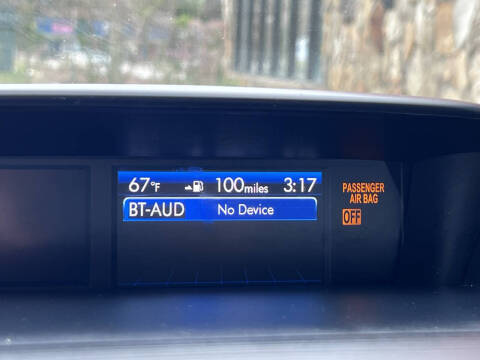 67°F 100miles 3:17
BT-AUD No Device
PASSENGER
AIR BAG
OFF